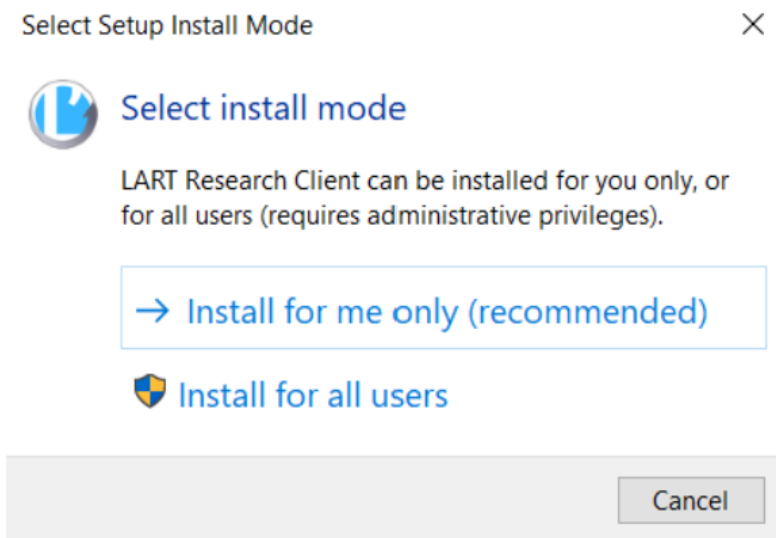 Select Setup Install Mode
Select install mode
LART Research Client can be installed for you only, or
for all users (requires administrative privileges).
→ Install for me only (recommended)
Install for all users
Cancel